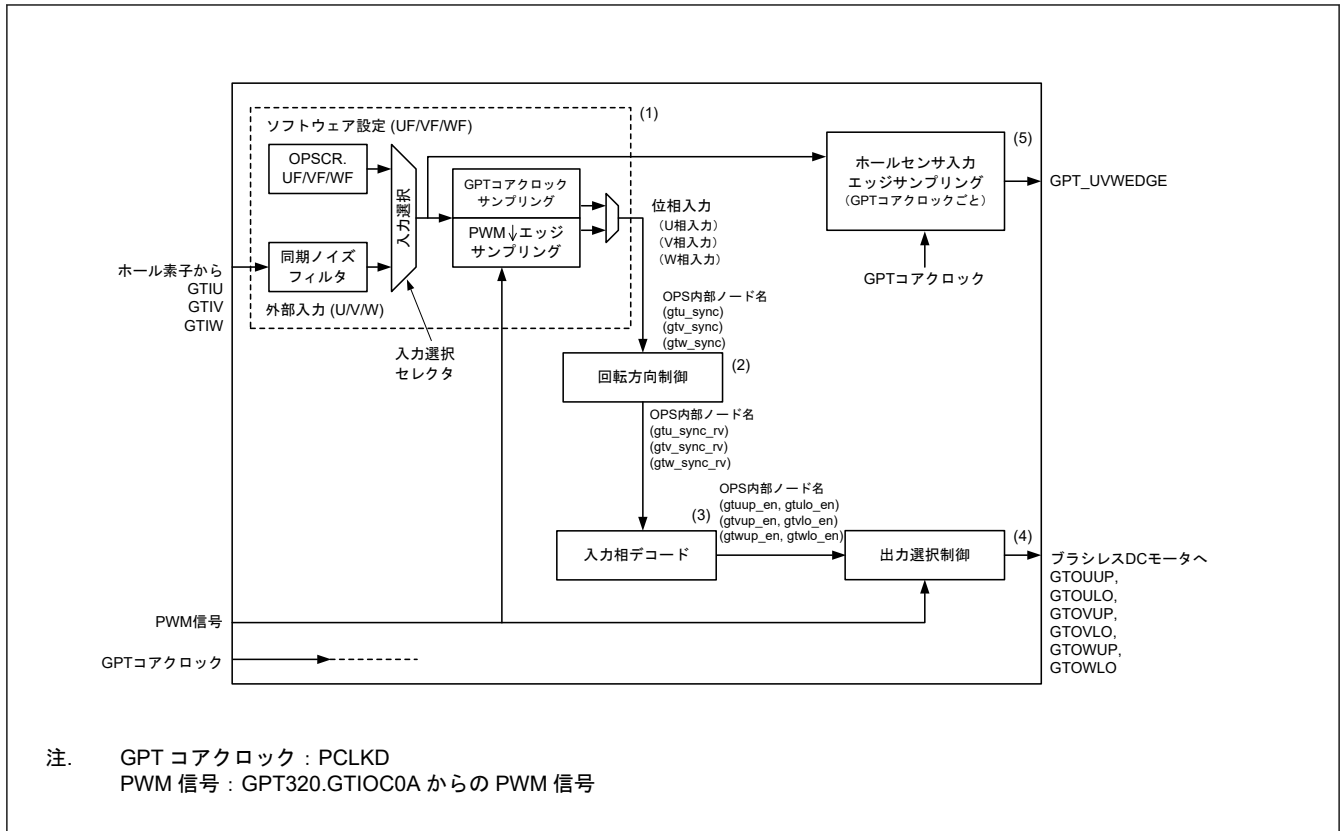 (1)
ソフトウェア設定 (UF/VF/WF)
OPSCR.
UF/VF/WF
入力選択
GPTコアクロック
サンプリング
PWM↓エッジ
サンプリング
同期ノイズ
フィルタ
外部入力 (U/V/W)
ホール素子から
GTIU
GTIV
GTIW
入力選択
セレクタ
位相入力
（U相入力）
（V相入力）
（W相入力）
(5)
ホールセンサ入力
エッジサンプリング
（GPTコアクロックごと）
GPT_UVWEDGE
GPTコアクロック
OPS内部ノード名
(gtu_sync)
(gtv_sync)
(gtw_sync)
(2)
回転方向制御
OPS内部ノード名
(gtu_sync_rv)
(gtv_sync_rv)
(gtw_sync_rv)
OPS内部ノード名
(gtuup_en, gtulo_en)
(gtvup_en, gtvlo_en)
(gtwup_en, gtwlo_en)
(3)
入力相デコード
(4)
出力選択制御
ブラシレスDCモータへ
GTOUUP,
GTOULO,
GTOVUP,
GTOVLO,
GTOWUP,
GTOWLO
PWM信号
GPTコアクロック
注. GPT コアクロック : PCLKD
PWM 信号 : GPT320.GTIOC0A からの PWM 信号